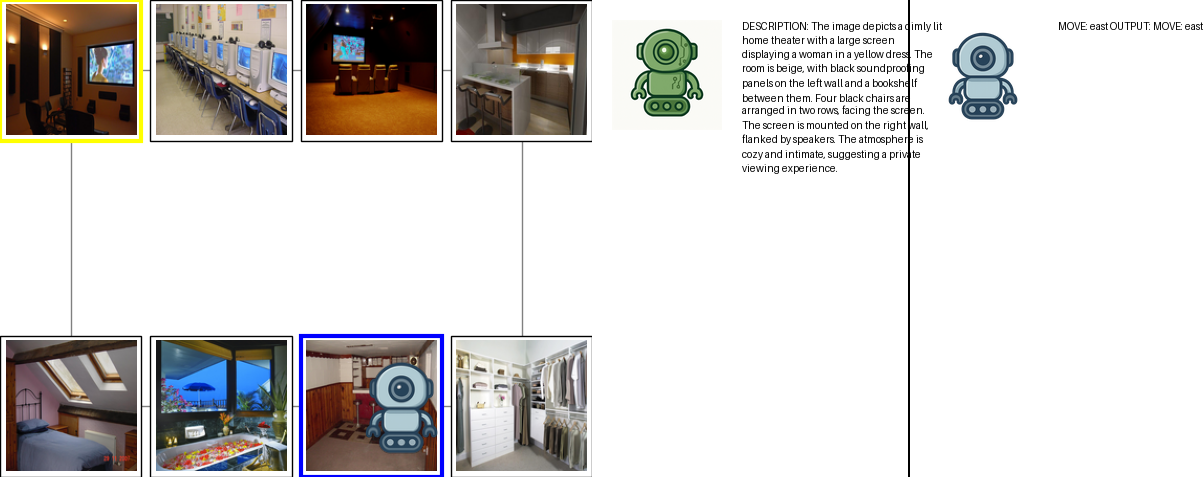 DESCRIPTION: The image depicts a dimly lit
home theater with a large screen
displaying a woman in a yellow dress. The
room is beige, with black soundproofing
panels on the left wall and a bookshelf
between them. Four black chairs are
arranged in two rows, facing the screen.
The screen is mounted on the right wall,
flanked by speakers. The atmosphere is
cozy and intimate, suggesting a private
viewing experience.
MOVE: east OUTPUT: MOVE: east